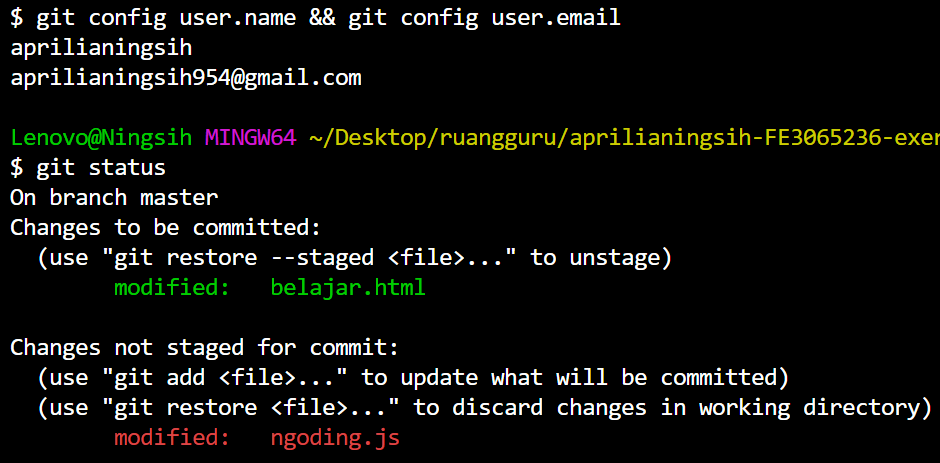 $ git config user.name && git config user.email
aprilianingsih
aprilianingsih954@gmail.com
Lenovo@Ningsih MINGW64 ~/Desktop/ruangguru/aprilianingsih-FE3065236-exer
$ git status
On branch master
Changes to be committed:
  (use "git restore --staged <file>..." to unstage)
        modified:   belajar.html
Changes not staged for commit:
  (use "git add <file>..." to update what will be committed)
  (use "git restore <file>..." to discard changes in working directory)
        modified:   ngoding.js